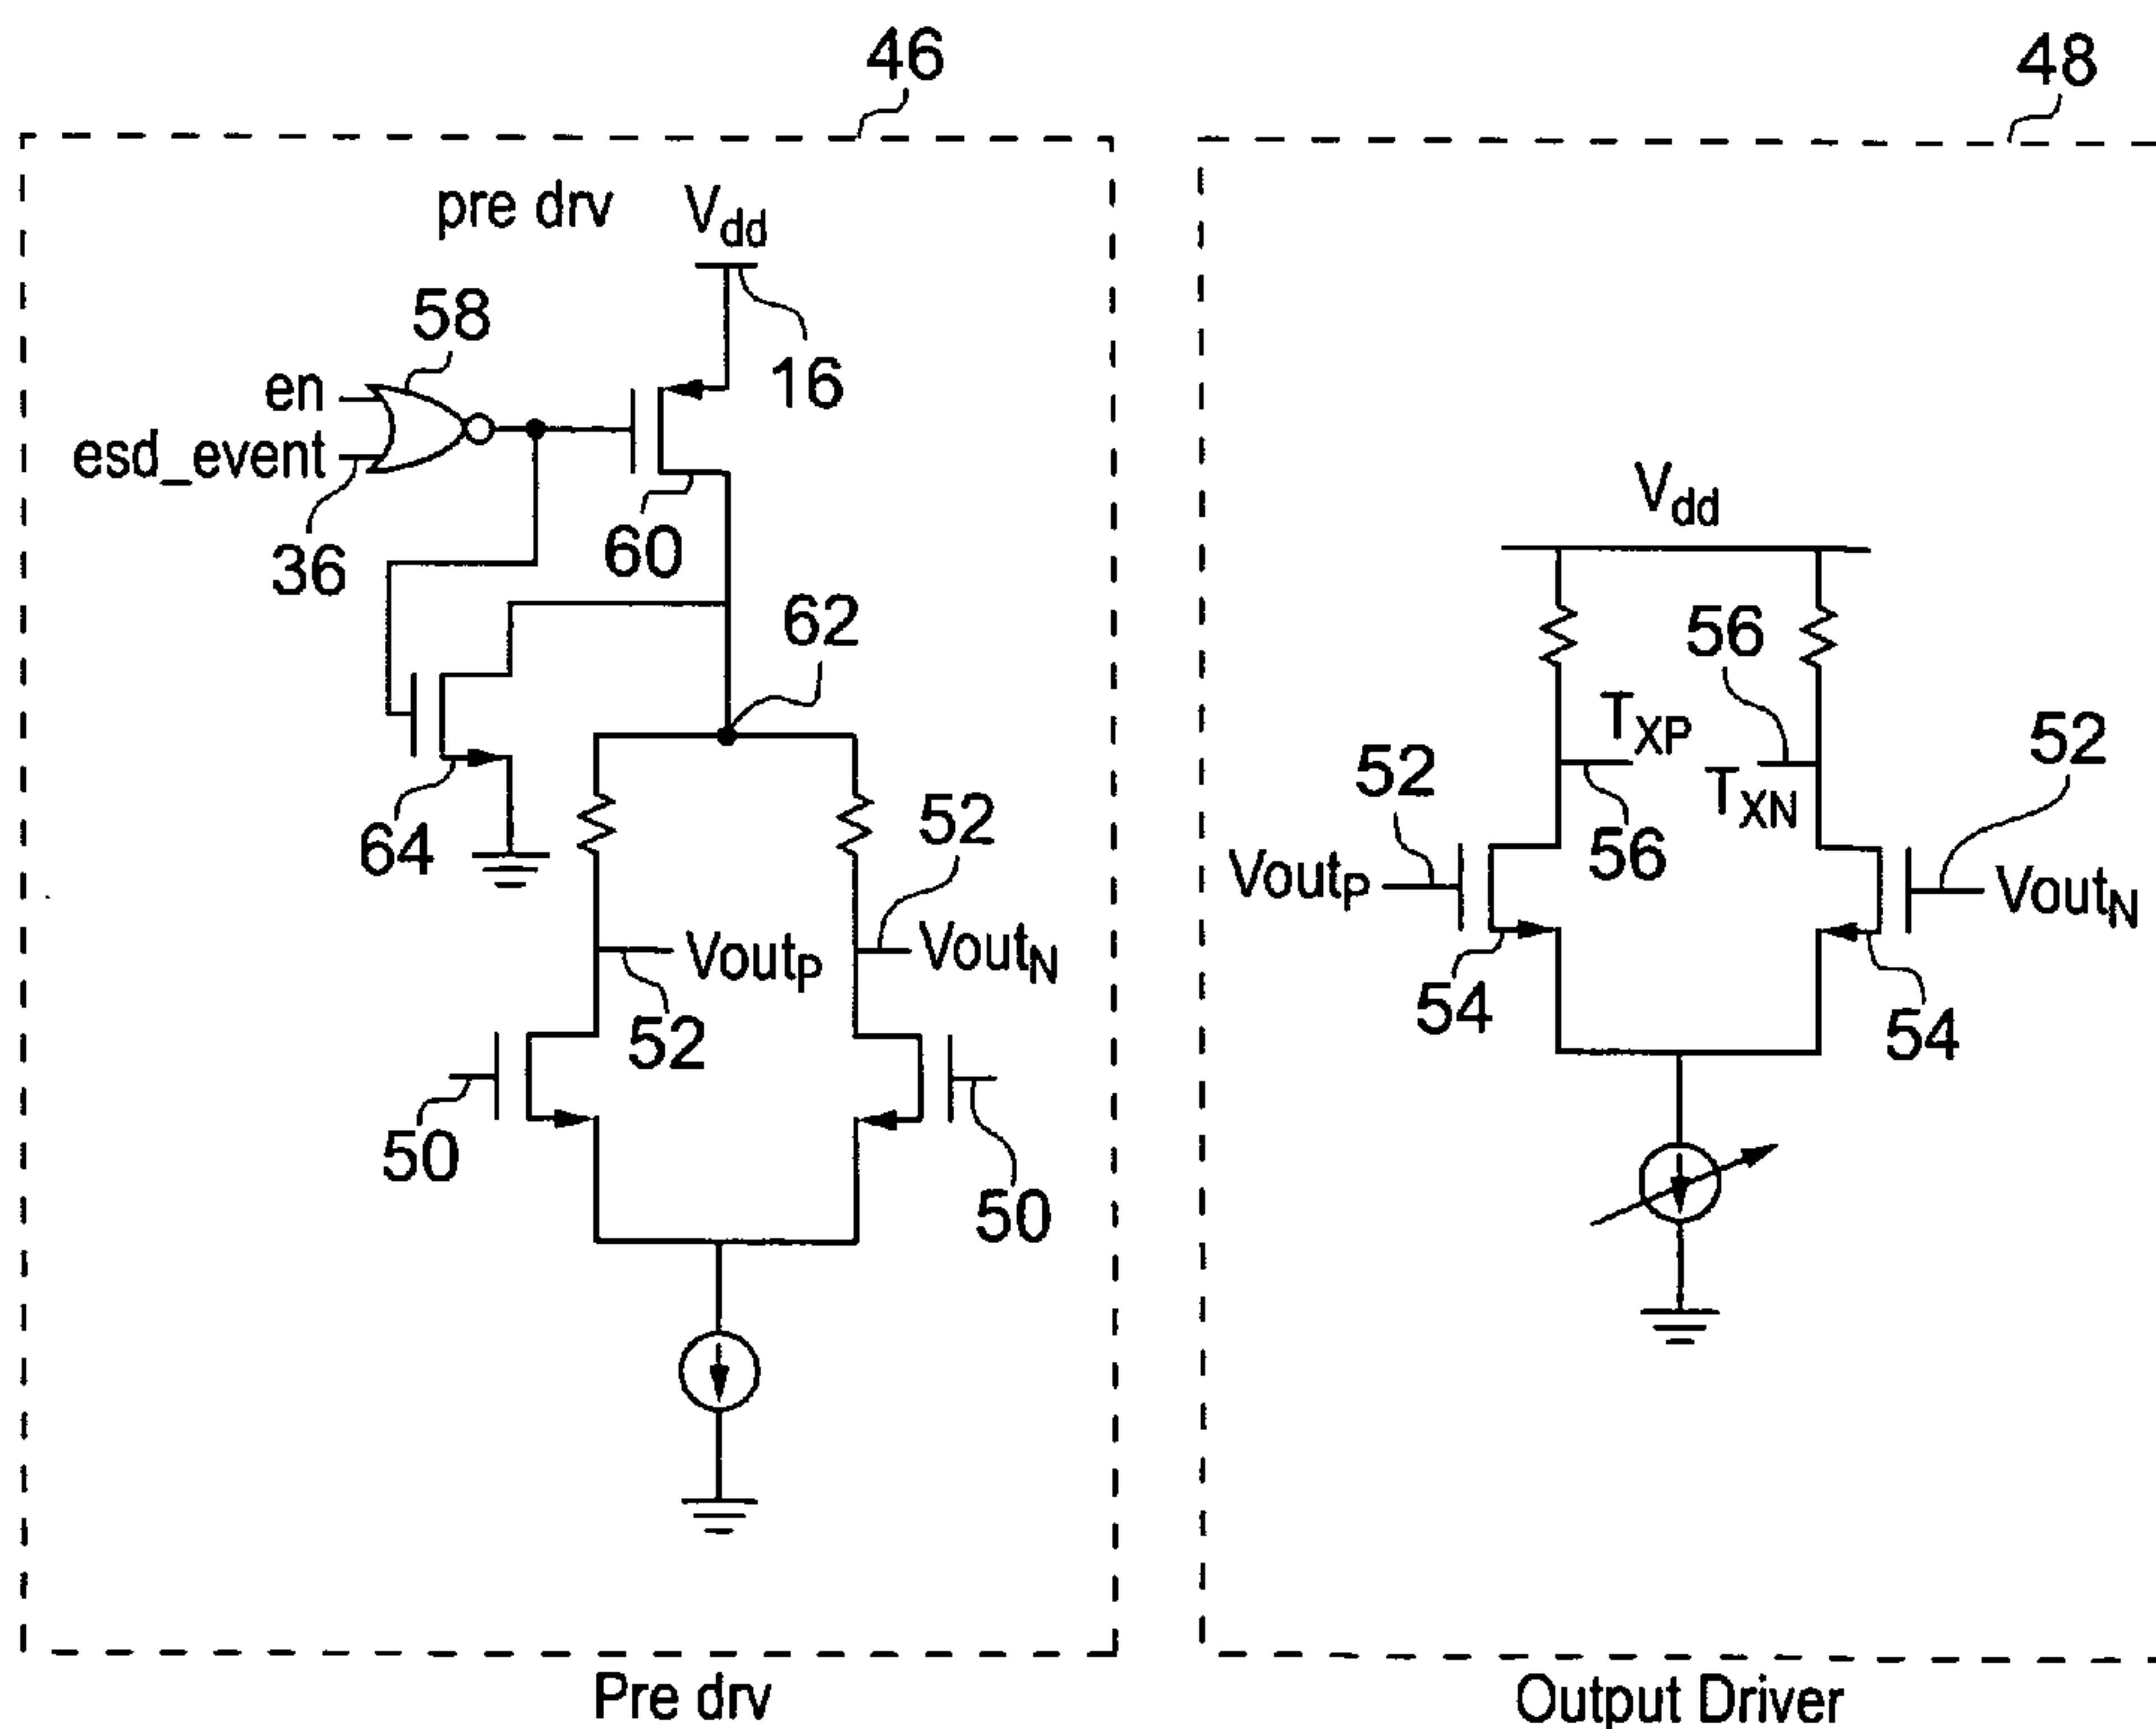 46
48
pre drv
Vdd
58
16
en
esd_event
36
60
62
64
52
VoutP
VoutN
52
50
50
Pre drv
Vdd
56
TXP
TXN
52
52
56
VoutP
VoutN
54
54
Output Driver